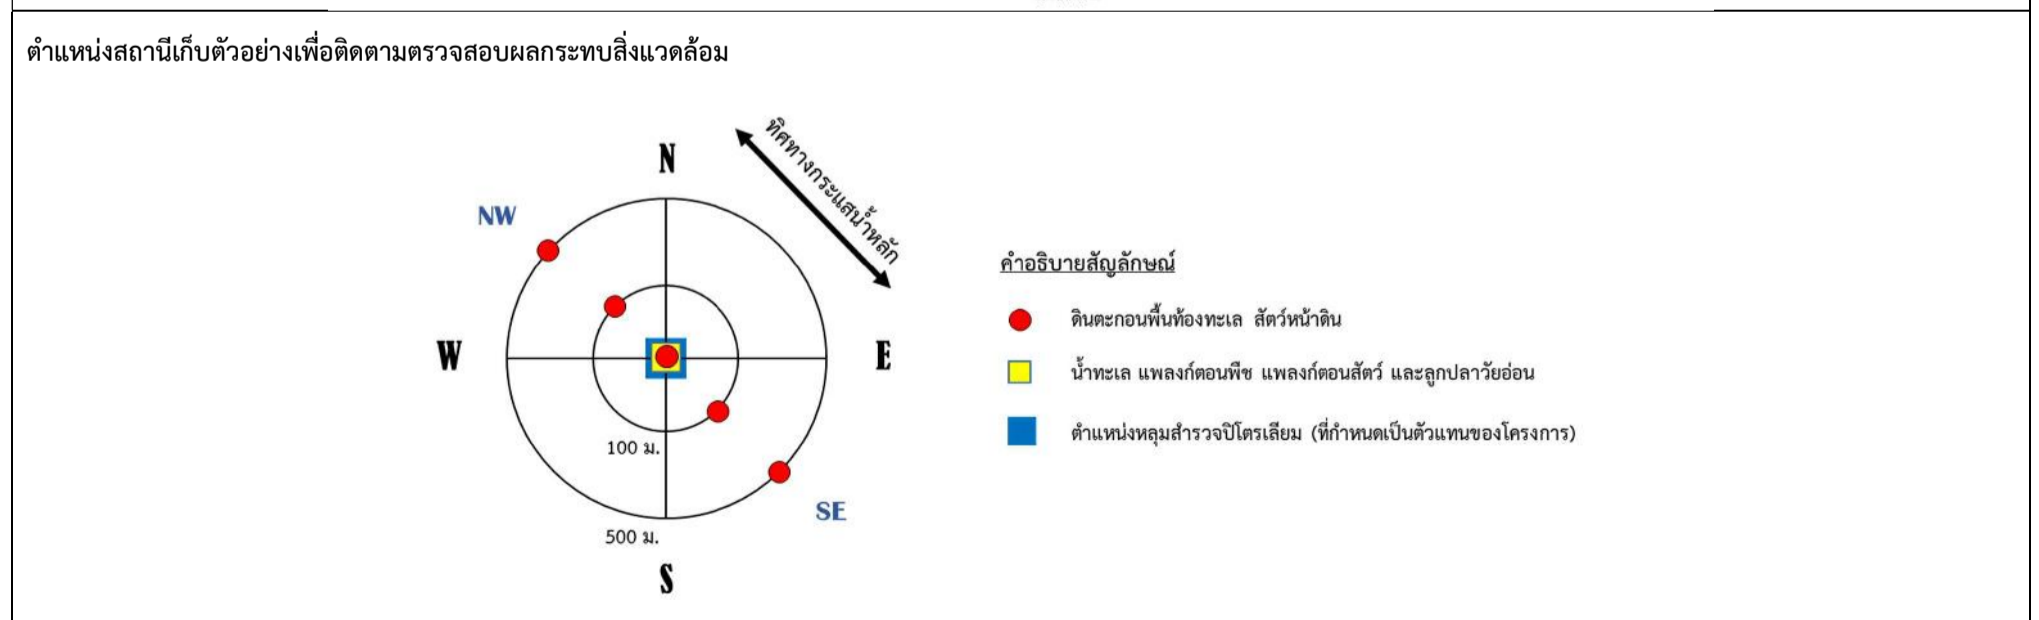 ตำแหน่งสถานีเก็บตัวอย่างเพื่อติดตามตรวจสอบผลกระทบสิ่งแวดล้อม
ทิศทางกระแสน้ำหลัก
N
NW
W
E
100 ม.
SE
500 ม.
S
คำอธิบายสัญลักษณ์
ดินตะกอนพื้นท้องทะเล สัตว์หน้าดิน
น้ำทะเล แพลงก์ตอนพืช แพลงก์ตอนสัตว์ และลูกปลาวัยอ่อน
ตำแหน่งหลุมสำรวจปิโตรเลียม (ที่กำหนดเป็นตัวแทนของโครงการ)